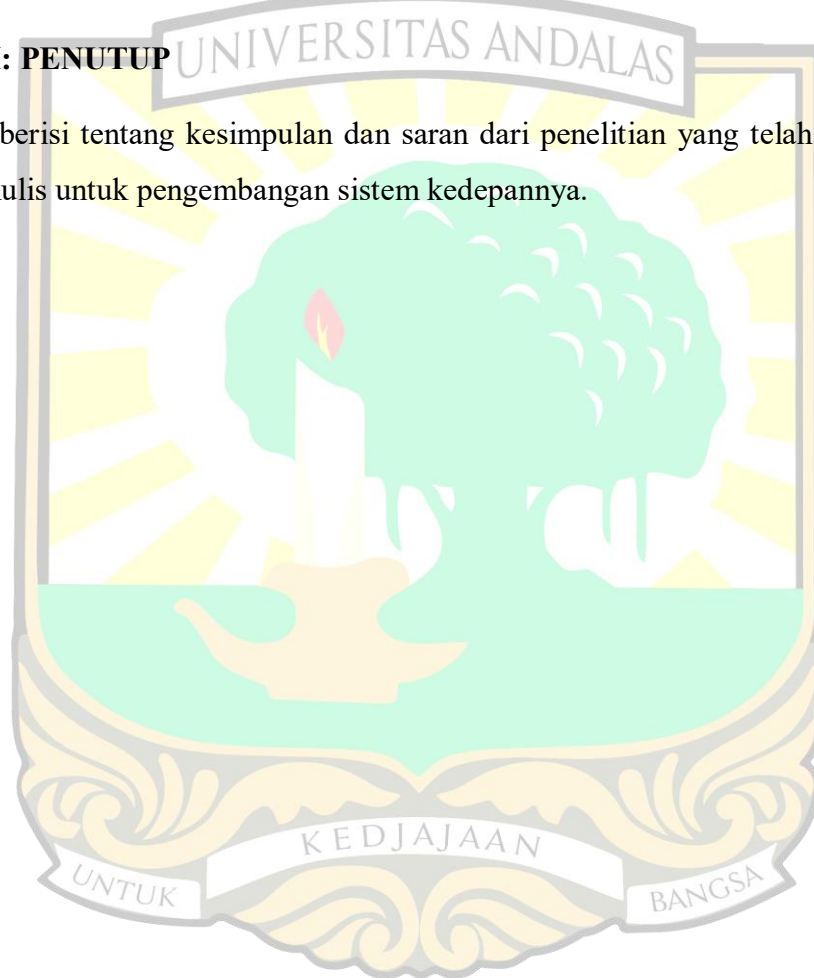 UNIVERSITAS ANDALAS
: PENUTUP
berisi tentang kesimpulan dan saran dari penelitian yang telah
ulis untuk pengembangan sistem kedepannya.
UNTUK KEDJAJAAN BANGSA